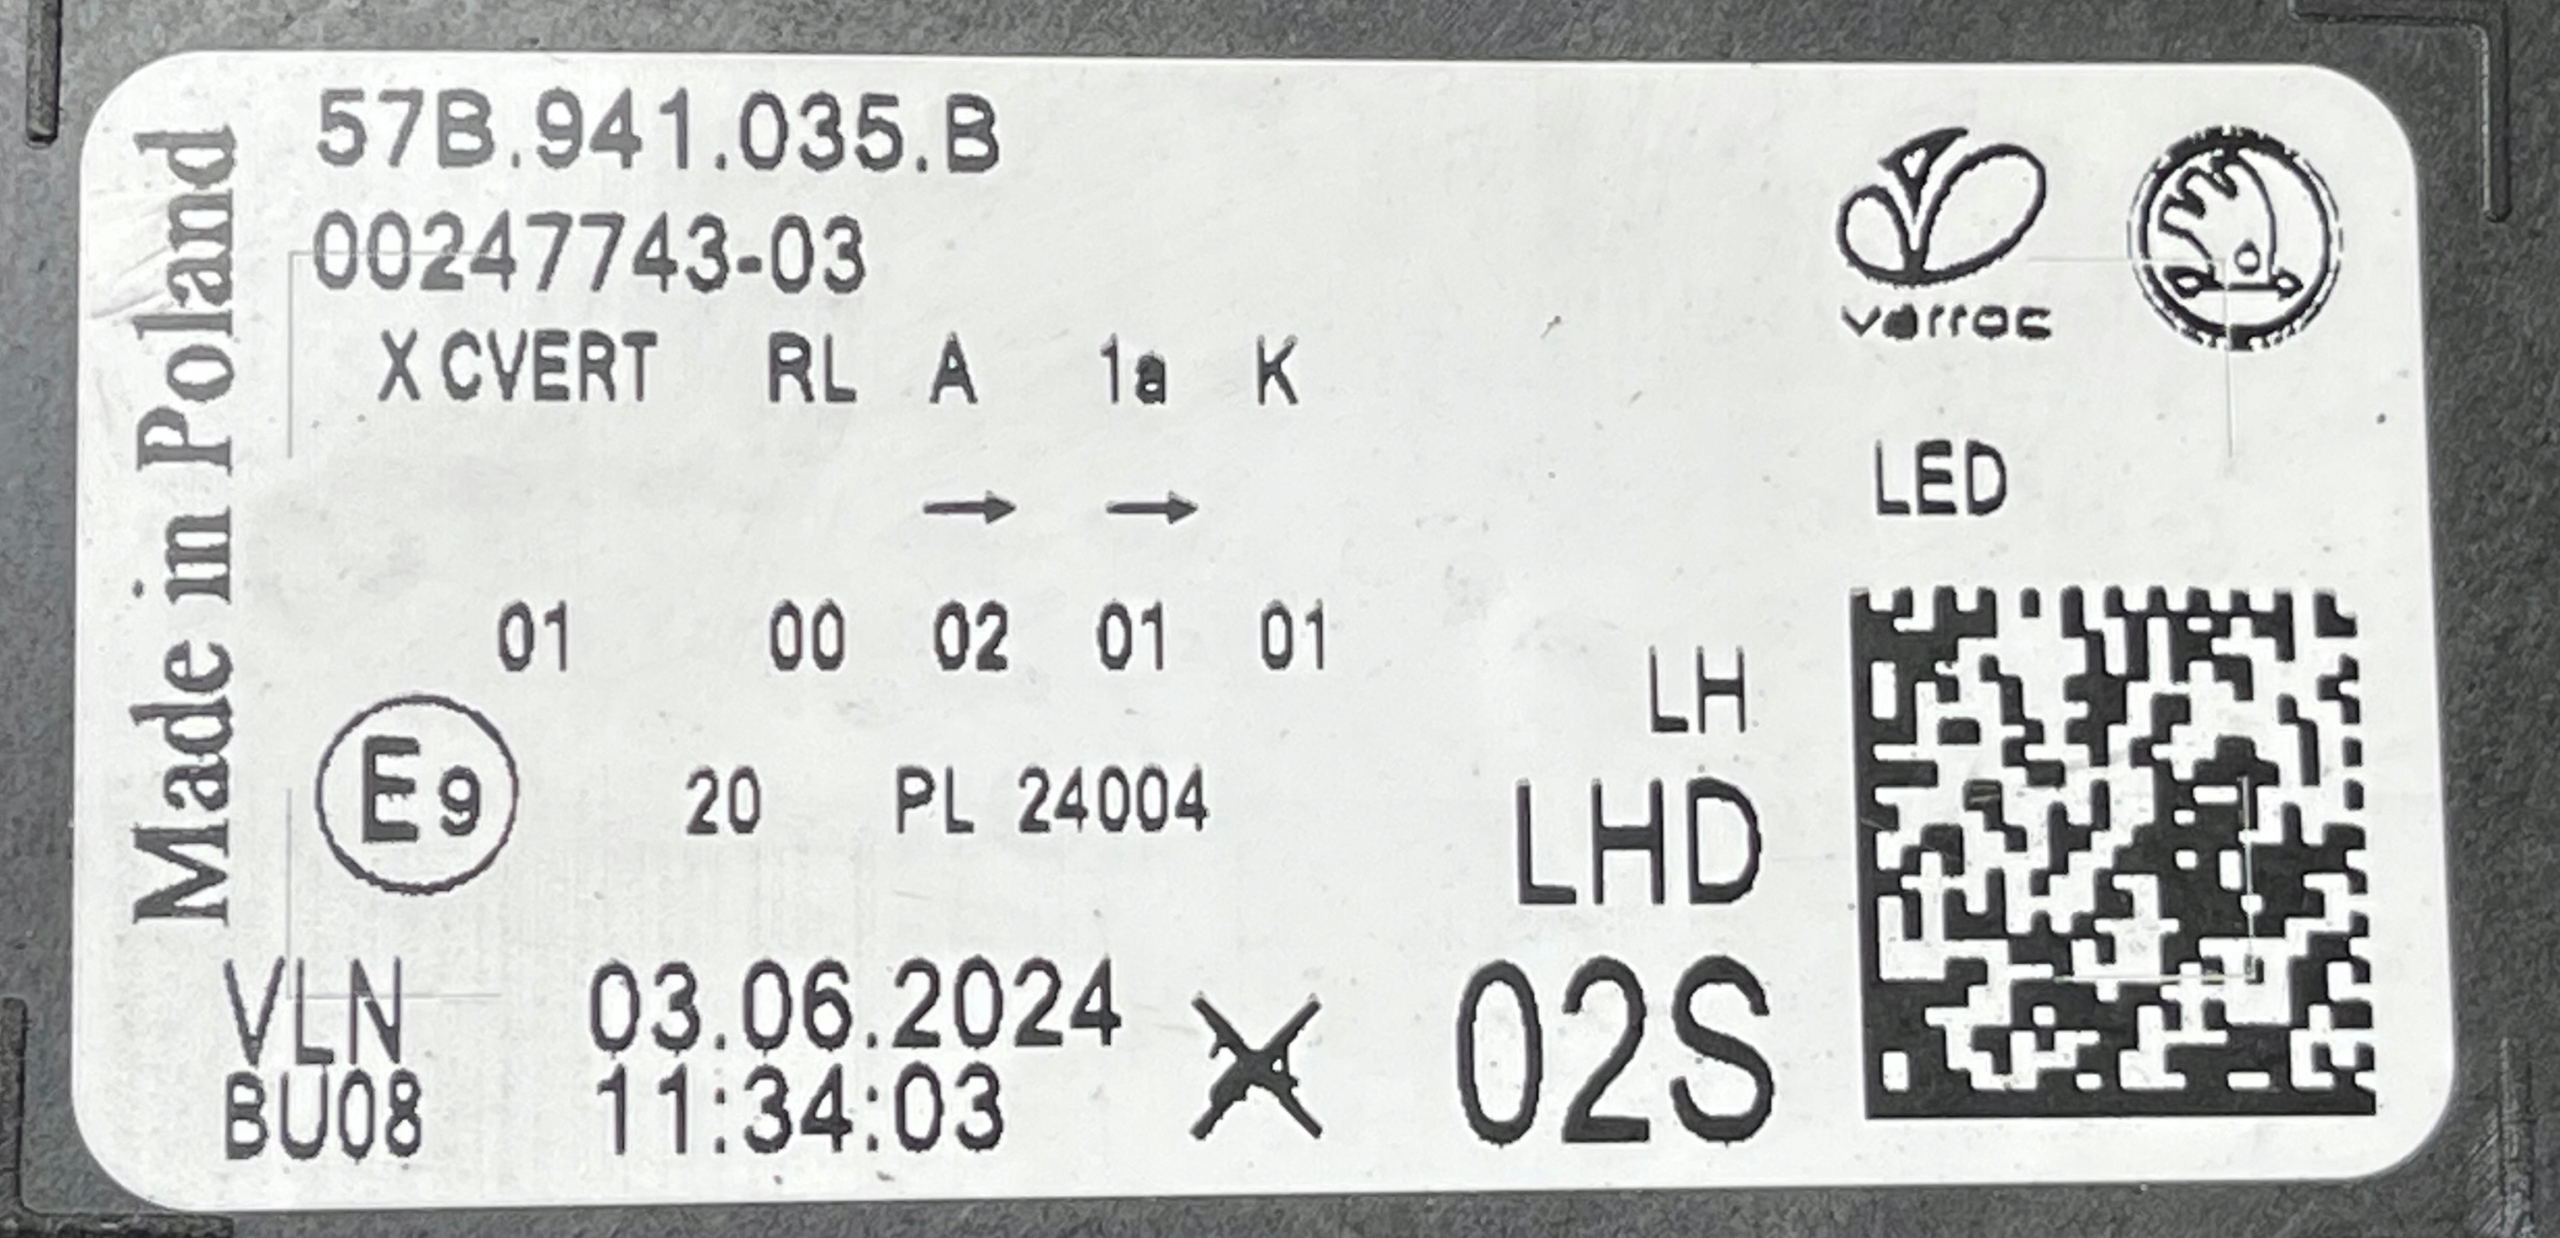 Made in Poland
57B.941.035.B
00247743-03
varroc
X CVERT RL A 1a K
LED
→ →
01 00 02 01 01
LH
E9 20 PL 24004
LHD
VLN 03.06.2024
BU08 11:34:03
02S